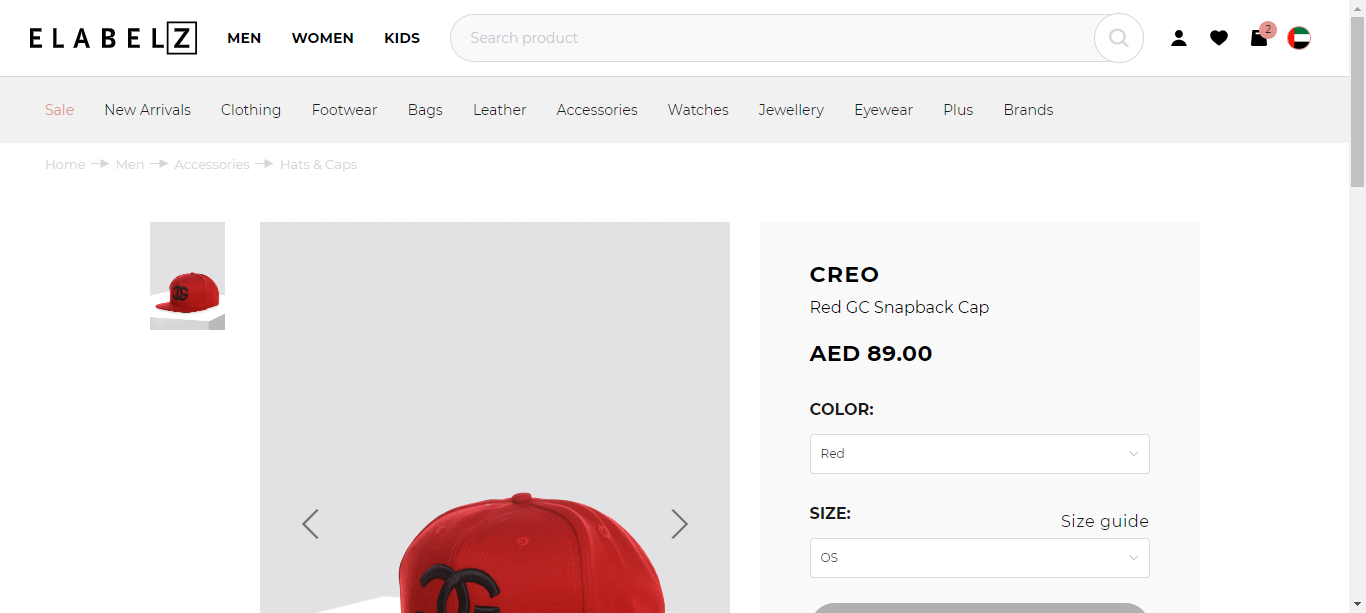 ELABELZ MEN WOMEN KIDS Search product 2
Sale New Arrivals Clothing Footwear Bags Leather Accessories Watches Jewellery Eyewear Plus Brands
Home Men Accessories Hats & Caps
CREO
Red GC Snapback Cap
AED 89.00
COLOR:
Red
SIZE:
Size guide
OS